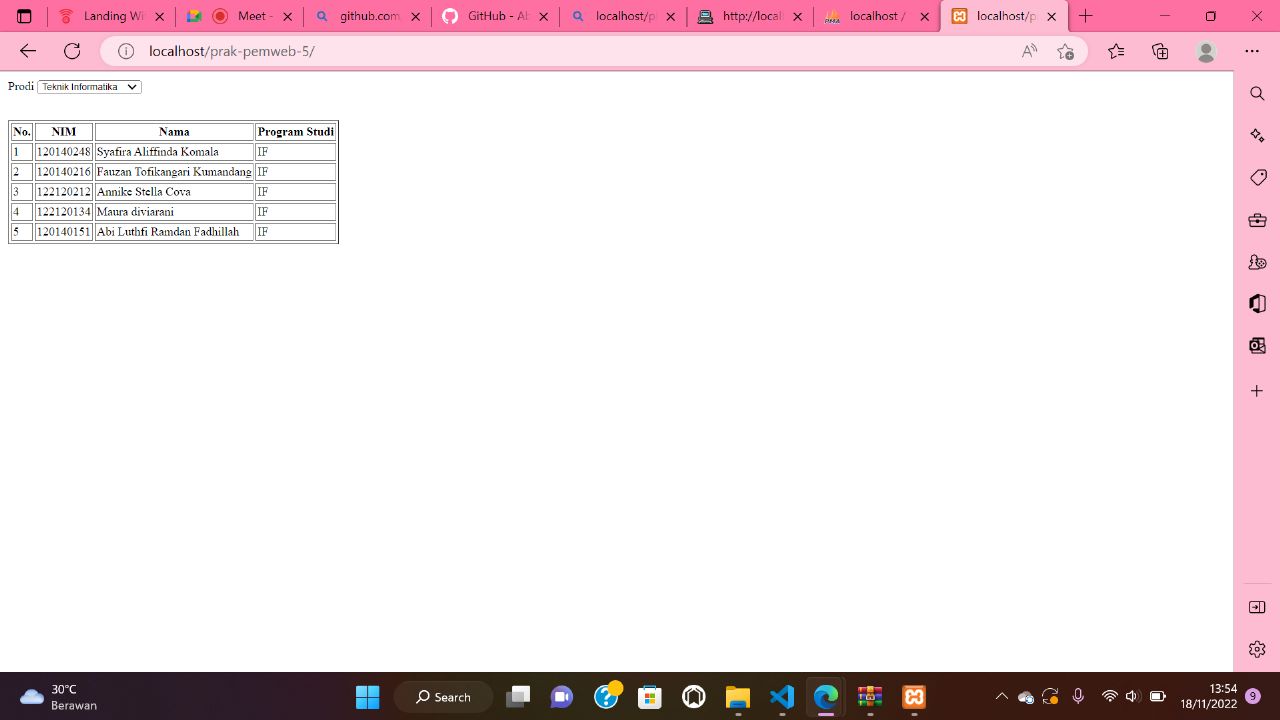 Landing Wi
Meet -
github.com
GitHub - Ab
localhost/p
http://local
localhost /
localhost/p
localhost/prak-pemweb-5/
Prodi Teknik Informatika
No. NIM Nama Program Studi
1 120140248 Syafira Aliffinda Komala IF
2 120140216 Fauzan Tofikangari Kumandang IF
3 122120212 Annike Stella Cova IF
4 122120134 Maura diviarani IF
5 120140151 Abi Luthfi Ramdan Fadhillah IF
30°C
Berawan
Search
13:54
18/11/2022
9